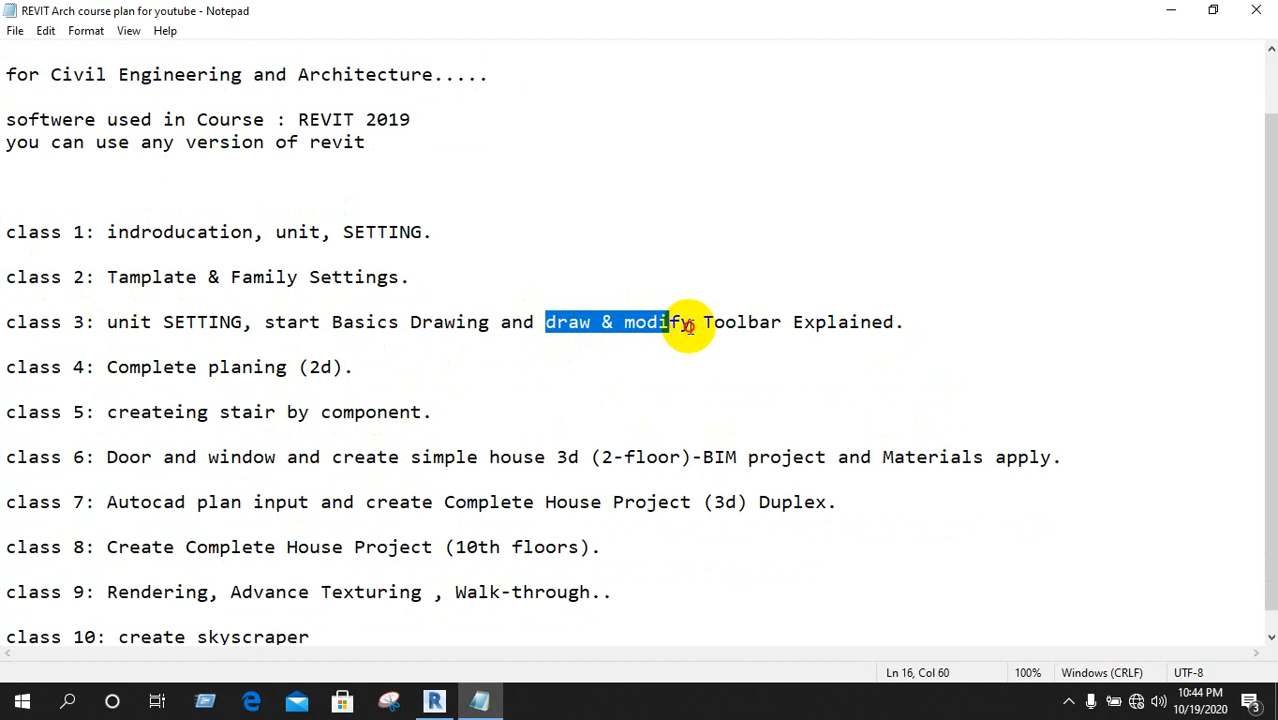 REVIT Arch course plan for youtube - Notepad
File Edit Format View Help
for Civil Engineering and Architecture.....
softwere used in Course : REVIT 2019
you can use any version of revit
class 1: indroducation, unit, SETTING.
class 2: Tamplate & Family Settings.
class 3: unit SETTING, start Basics Drawing and draw & modify Toolbar Explained.
class 4: Complete planing (2d).
class 5: createing stair by component.
class 6: Door and window and create simple house 3d (2-floor)-BIM project and Materials apply.
class 7: Autocad plan input and create Complete House Project (3d) Duplex.
class 8: Create Complete House Project (10th floors).
class 9: Rendering, Advance Texturing , Walk-through..
class 10: create skyscraper
Ln 16, Col 60 100% Windows (CRLF) UTF-8
10:44 PM
10/19/2020
3